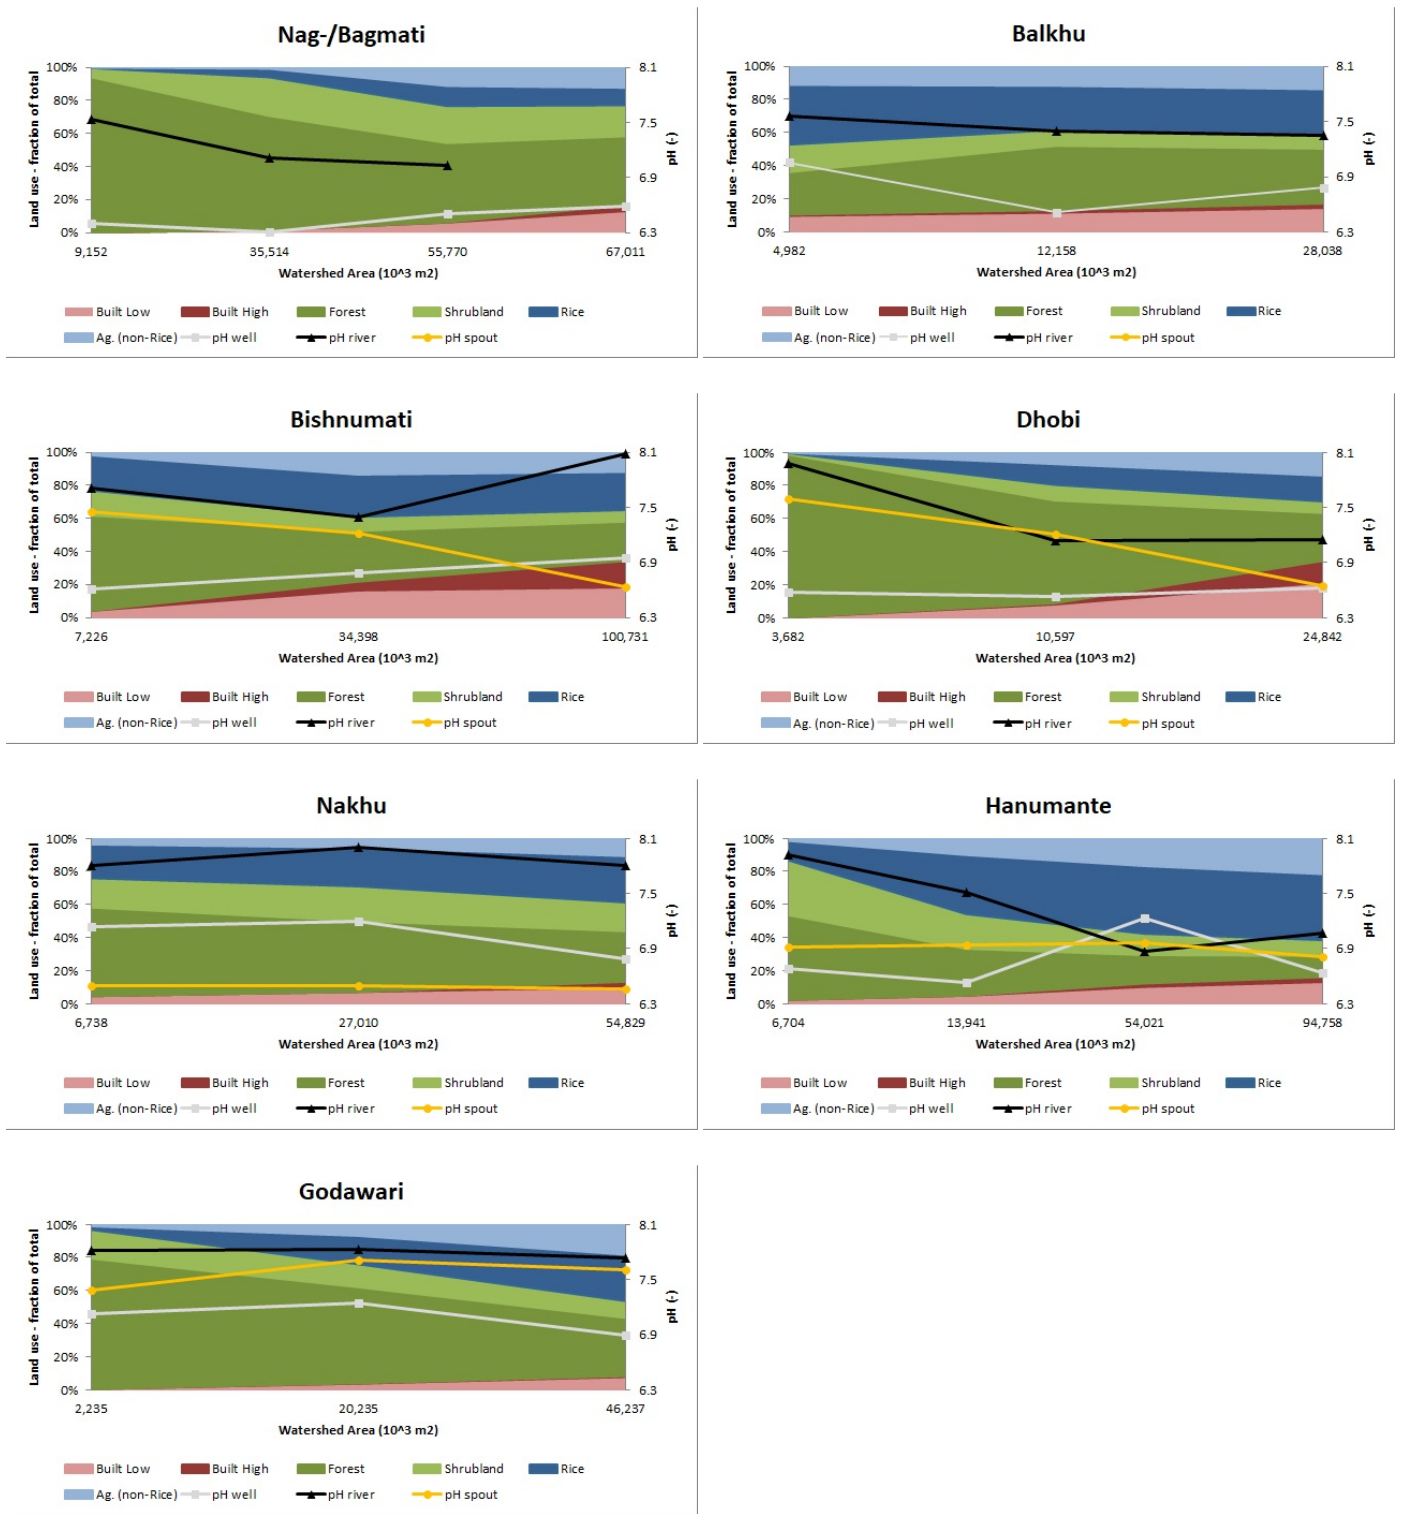 Nag-/Bagmati
Land use - fraction of total
100%
80%
60%
40%
20%
0%
8.1
7.5
6.9
6.3
pH (-)
9,152 35,514 55,770 67,011
Watershed Area (10^3 m2)
Built Low Built High Forest Shrubland Rice
Ag. (non-Rice) pH well pH river pH spout
Balkhu
Land use - fraction of total
100%
80%
60%
40%
20%
0%
8.1
7.5
6.9
6.3
pH (-)
4,982 12,158 28,038
Watershed Area (10^3 m2)
Built Low Built High Forest Shrubland Rice
Ag. (non-Rice) pH well pH river pH spout
Bishnumati
Land use - fraction of total
100%
80%
60%
40%
20%
0%
8.1
7.5
6.9
6.3
pH (-)
7,226 34,398 100,731
Watershed Area (10^3 m2)
Built Low Built High Forest Shrubland Rice
Ag. (non-Rice) pH well pH river pH spout
Dhobi
Land use - fraction of total
100%
80%
60%
40%
20%
0%
8.1
7.5
6.9
6.3
pH (-)
3,682 10,597 24,842
Watershed Area (10^3 m2)
Built Low Built High Forest Shrubland Rice
Ag. (non-Rice) pH well pH river pH spout
Nakhu
Land use - fraction of total
100%
80%
60%
40%
20%
0%
8.1
7.5
6.9
6.3
pH (-)
6,738 27,010 54,829
Watershed Area (10^3 m2)
Built Low Built High Forest Shrubland Rice
Ag. (non-Rice) pH well pH river pH spout
Hanumante
Land use - fraction of total
100%
80%
60%
40%
20%
0%
8.1
7.5
6.9
6.3
pH (-)
6,704 13,941 54,021 94,758
Watershed Area (10^3 m2)
Built Low Built High Forest Shrubland Rice
Ag. (non-Rice) pH well pH river pH spout
Godawari
Land use - fraction of total
100%
80%
60%
40%
20%
0%
8.1
7.5
6.9
6.3
pH (-)
2,235 20,235 46,237
Watershed Area (10^3 m2)
Built Low Built High Forest Shrubland Rice
Ag. (non-Rice) pH well pH river pH spout